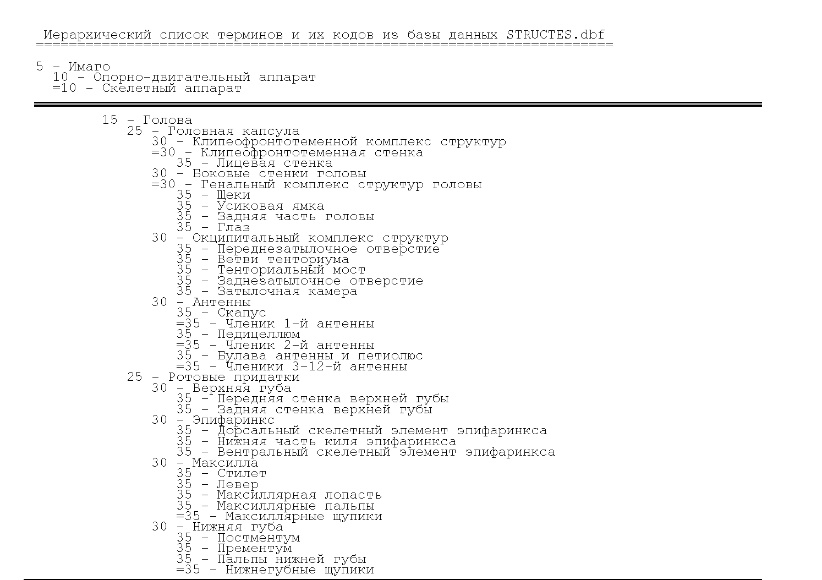 Иерархический список терминов и их кодов из базы данных STRUCTES.dbf
======================================================================
5 - Имаго
10 - Опорно-двигательный аппарат
=10 - Скелетный аппарат
15 - Голова
25 - Головная капсула
30 - Клипеофронтотеменной комплекс структур
=30 - Клипеофронтотеменная стенка
35 - Лицевая стенка
30 - Боковые стенки головы
=30 - Генальный комплекс структур головы
35 - Щеки
35 - Усиковая ямка
35 - Задняя часть головы
35 - Глаз
30 - Окципитальный комплекс структур
35 - Переднезатылочное отверстие
35 - Ветви тенториума
35 - Тенториальный мост
35 - Заднезатылочное отверстие
35 - Затылочная камера
30 - Антенны
35 - Скапус
=35 - Членик 1-й антенны
35 - Педицеллюм
=35 - Членик 2-й антенны
35 - Булава антенны и петиолюс
=35 - Членики 3-12-й антенны
25 - Ротовые придатки
30 - Верхняя губа
35 - Передняя стенка верхней губы
35 - Задняя стенка верхней губы
30 - Эпифаринкс
35 - Дорсальный скелетный элемент эпифаринкса
35 - Нижняя часть киля эпифаринкса
35 - Вентральный скелетный элемент эпифаринкса
30 - Максилла
35 - Стилет
35 - Левер
35 - Максиллярная лопасть
35 - Максиллярные пальпы
=35 - Максиллярные щупики
30 - Нижняя губа
35 - Постментум
35 - Прементум
35 - Пальпы нижней губы
=35 - Нижнегубные щупики